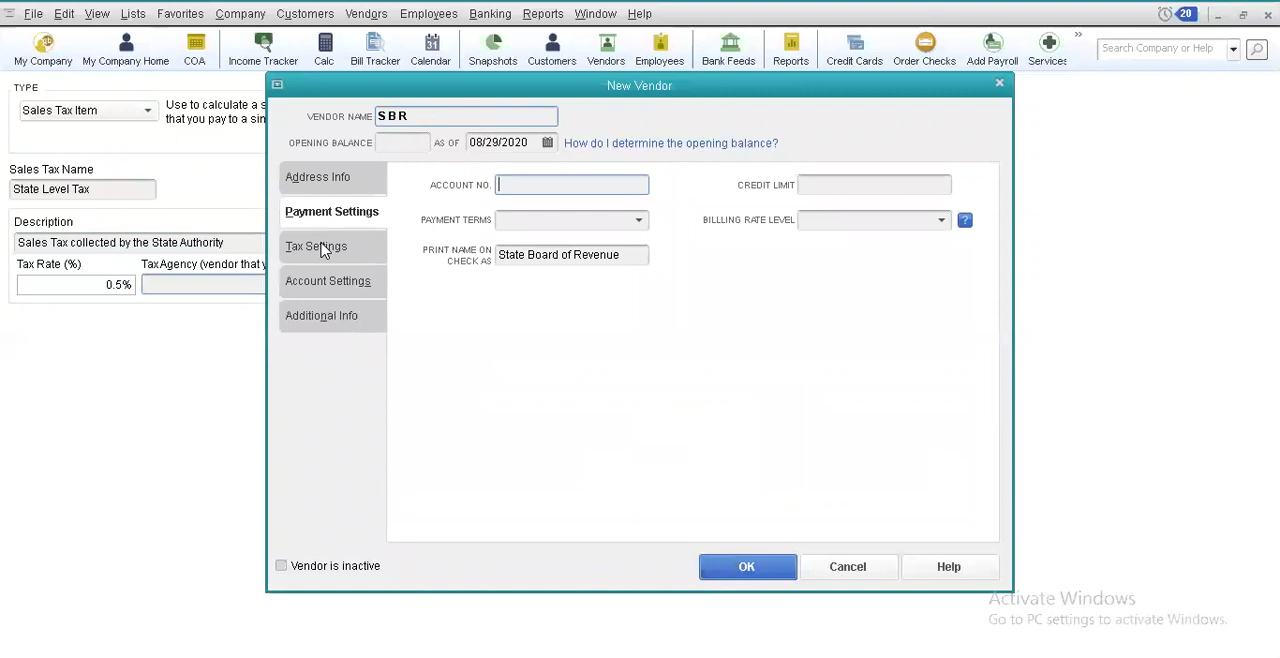 File Edit View Lists Favorites Company Customers Vendors Employees Banking Reports Window Help 20
My Company My Company Home COA Income Tracker Calc Bill Tracker Calendar Snapshots Customers Vendors Employees Bank Feeds Reports Credit Cards Order Checks Add Payroll Services » Search Company or Help
TYPE
Sales Tax Item
Use to calculate a s
that you pay to a sin
Sales Tax Name
State Level Tax
Description
Sales Tax collected by the State Authority
Tax Rate (%) Tax Agency (vendor that y
0.5%
New Vendor
VENDOR NAME SBR
OPENING BALANCE AS OF 08/29/2020 How do I determine the opening balance?
Address Info
Payment Settings
Tax Settings
Account Settings
Additional Info
ACCOUNT NO. CREDIT LIMIT
PAYMENT TERMS BILLLING RATE LEVEL ?
PRINT NAME ON
CHECK AS State Board of Revenue
Vendor is inactive OK Cancel Help
Activate Windows
Go to PC settings to activate Windows.